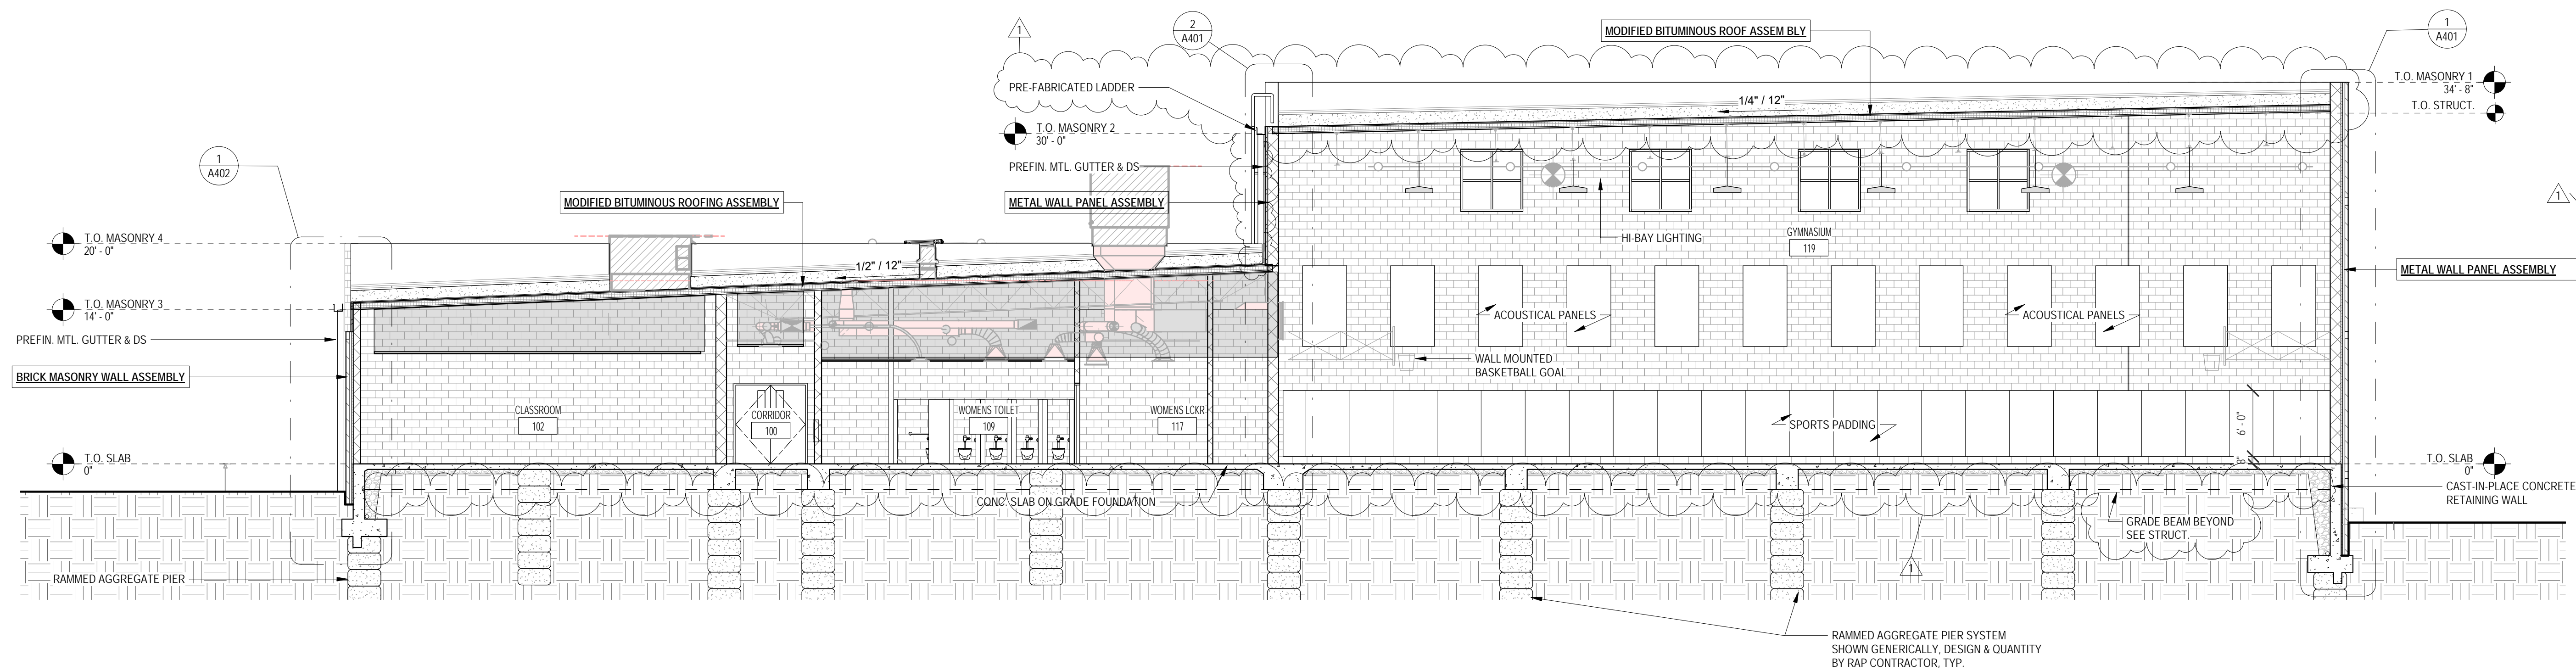 1
2
A401
MODIFIED BITUMINOUS ROOF ASSEM BLY
1
A401
T.O. MASONRY 1
34' - 8"
PRE-FABRICATED LADDER
1/4" / 12"
T.O. STRUCT.
T.O. MASONRY 2
30' - 0"
1
A402
PREFIN. MTL. GUTTER & DS
1
MODIFIED BITUMINOUS ROOFING ASSEMBLY
METAL WALL PANEL ASSEMBLY
T.O. MASONRY 4
20' - 0"
HI-BAY LIGHTING
GYMNASIUM
119
1/2" / 12"
METAL WALL PANEL ASSEMBLY
T.O. MASONRY 3
14' - 0"
ACOUSTICAL PANELS
ACOUSTICAL PANELS
PREFIN. MTL. GUTTER & DS
WALL MOUNTED
BASKETBALL GOAL
BRICK MASONRY WALL ASSEMBLY
CLASSROOM
102
CORRIDOR
100
WOMENS TOILET
109
WOMENS LCKR
117
SPORTS PADDING
6' - 0"
8"
T.O. SLAB
0"
T.O. SLAB
0"
CONC. SLAB ON GRADE FOUNDATION
CAST-IN-PLACE CONCRETE
RETAINING WALL
GRADE BEAM BEYOND
SEE STRUCT.
1
RAMMED AGGREGATE PIER
RAMMED AGGREGATE PIER SYSTEM
SHOWN GENERICALLY, DESIGN & QUANTITY
BY RAP CONTRACTOR, TYP.